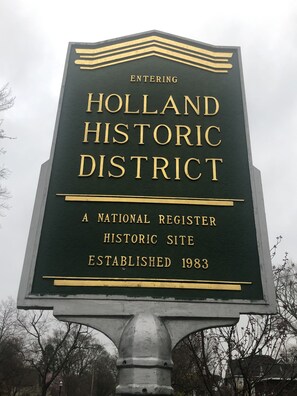 ENTERING
HOLLAND
HISTORIC
DISTRICT
A NATIONAL REGISTER
HISTORIC SITE
ESTABLISHED 1983